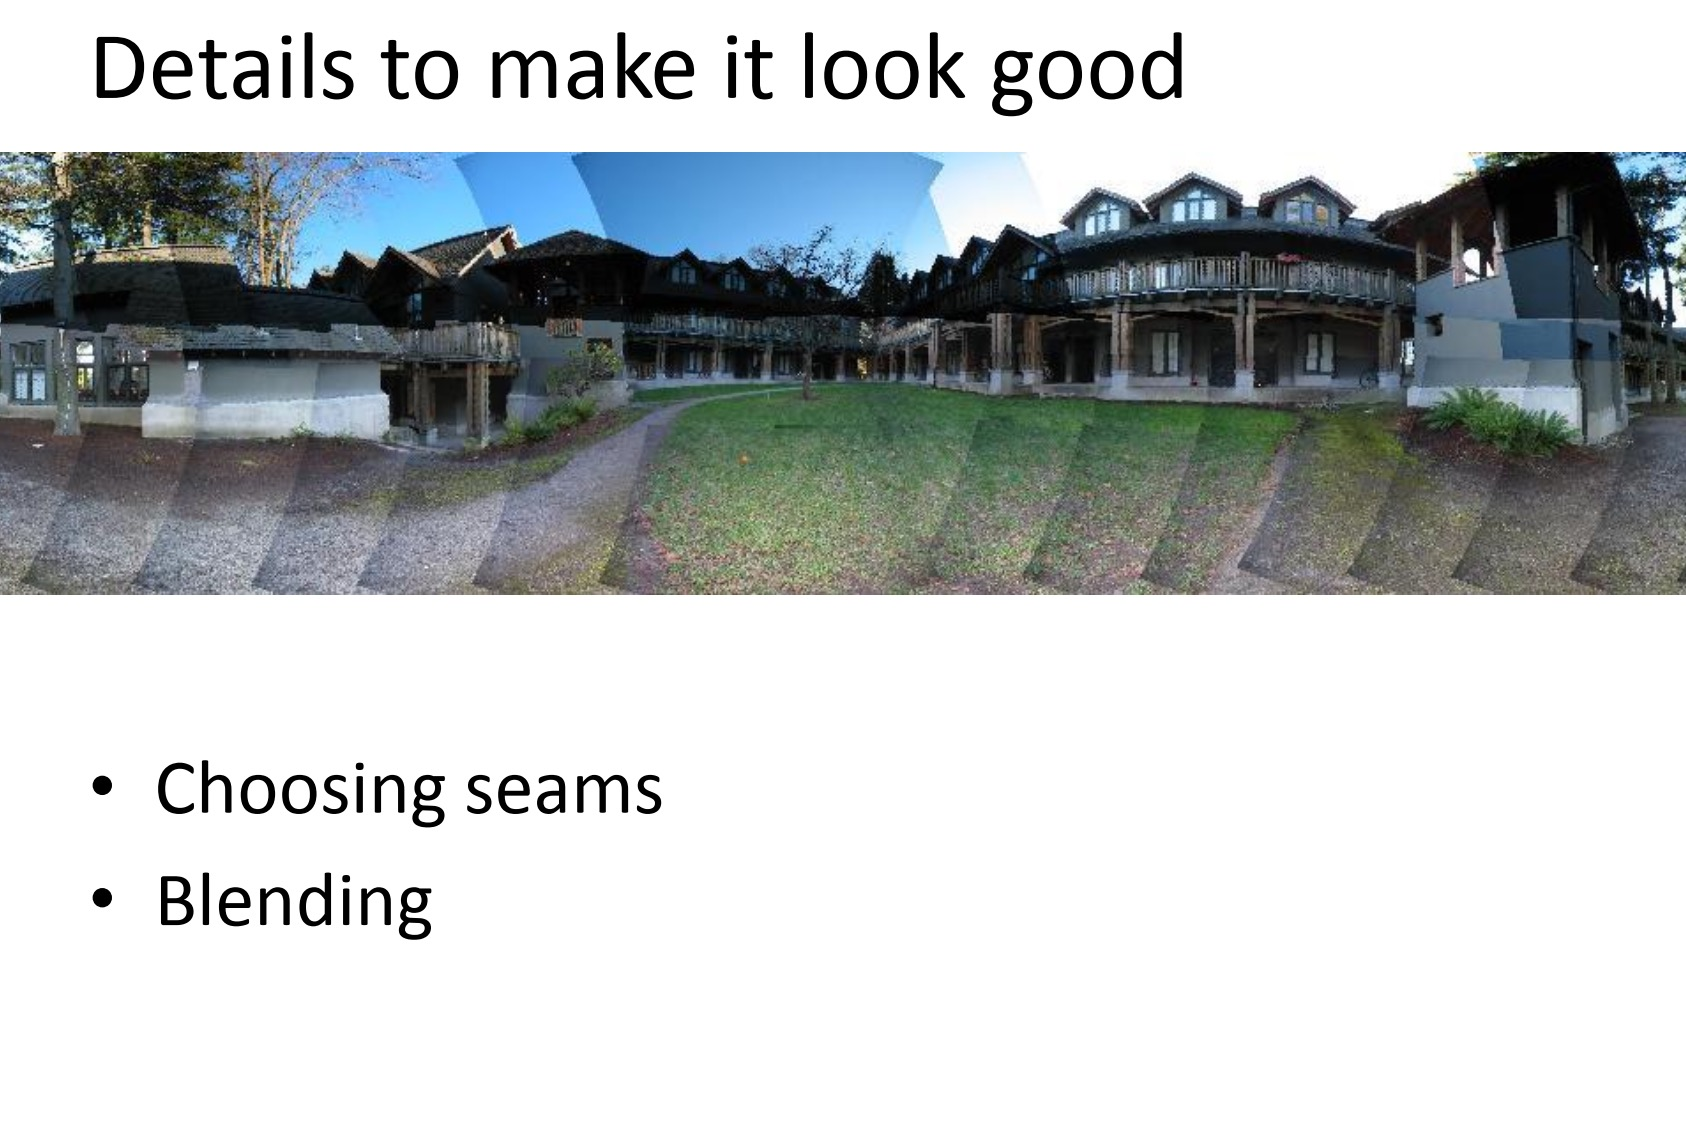 Details to make it look good
• Choosing seams
• Blending